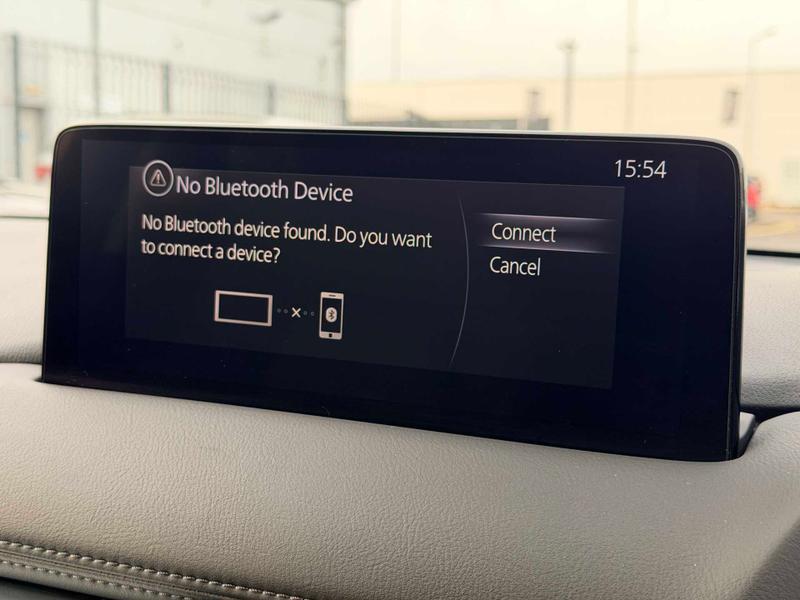 15:54
No Bluetooth Device
No Bluetooth device found. Do you want
to connect a device?
Connect
Cancel